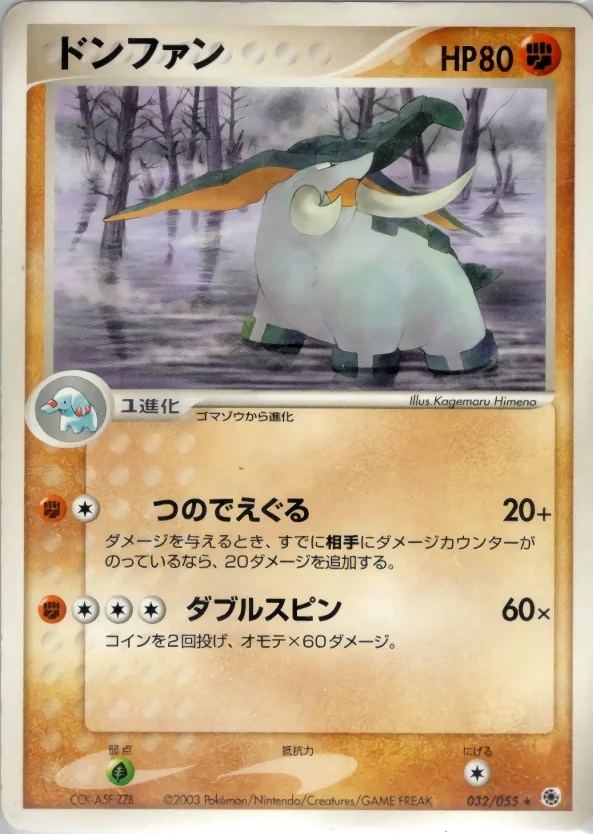 ドンファン
HP80
1進化
ゴマゾウから進化
Illus. Kagemaru Himeno
つのでえぐる 20+
ダメージを与えるとき、すでに相手にダメージカウンターが
のっているなら、20ダメージを追加する。
ダブルスピン 60×
コインを2回投げ、オモテ×60ダメージ。
弱点 抵抗力 にげる
©2003 Pokémon/Nintendo/Creatures/GAME FREAK
032/055 ★